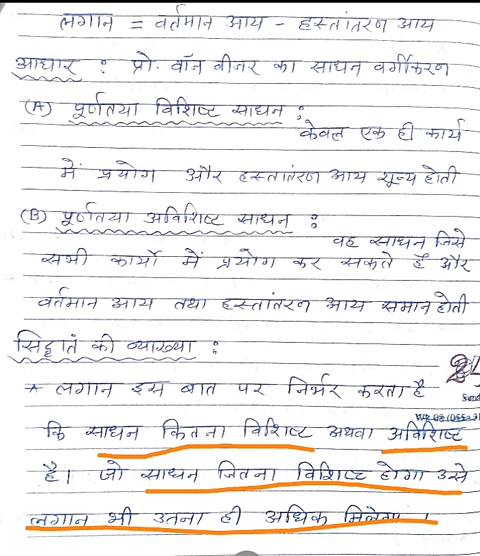 लगान = वर्तमान आय - हस्तांतरण आय
आधार : प्रो. वॉन वीजर का साधन वर्गीकरण
(A) पूर्णतया विशिष्ट साधन :
केवल एक ही कार्य
में प्रयोग और हस्तातंरण आय शून्य होती
(B) पूर्णतया अविशिष्ट साधन :
वह साधन जिसे
सभी कार्यो में प्रयोग कर सकते हैं और
वर्तमान आय तथा हस्तांतरन आय समान होती
सिद्वातं की व्याख्या :
* लगान इस बात पर निर्भर करता है
कि साधन कितना विशिष्ट अथवा अविशिष्ट
है। जो साधन जितना विशिष्ट होगा उसे
लगान भी उतना ही अधिक मिलेगा ।